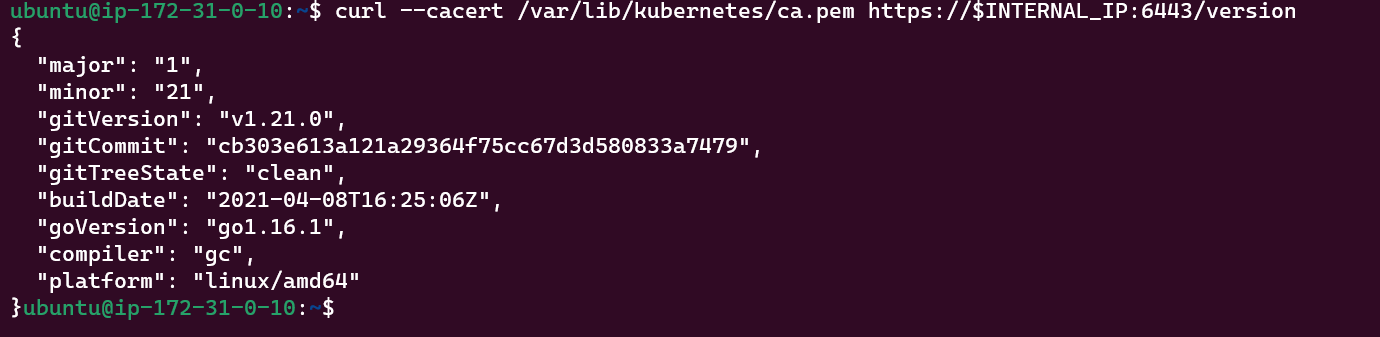 ubuntu@ip-172-31-0-10:~$ curl --cacert /var/lib/kubernetes/ca.pem https://$INTERNAL_IP:6443/version
{
  "major": "1",
  "minor": "21",
  "gitVersion": "v1.21.0",
  "gitCommit": "cb303e613a121a29364f75cc67d3d580833a7479",
  "gitTreeState": "clean",
  "buildDate": "2021-04-08T16:25:06Z",
  "goVersion": "go1.16.1",
  "compiler": "gc",
  "platform": "linux/amd64"
}ubuntu@ip-172-31-0-10:~$